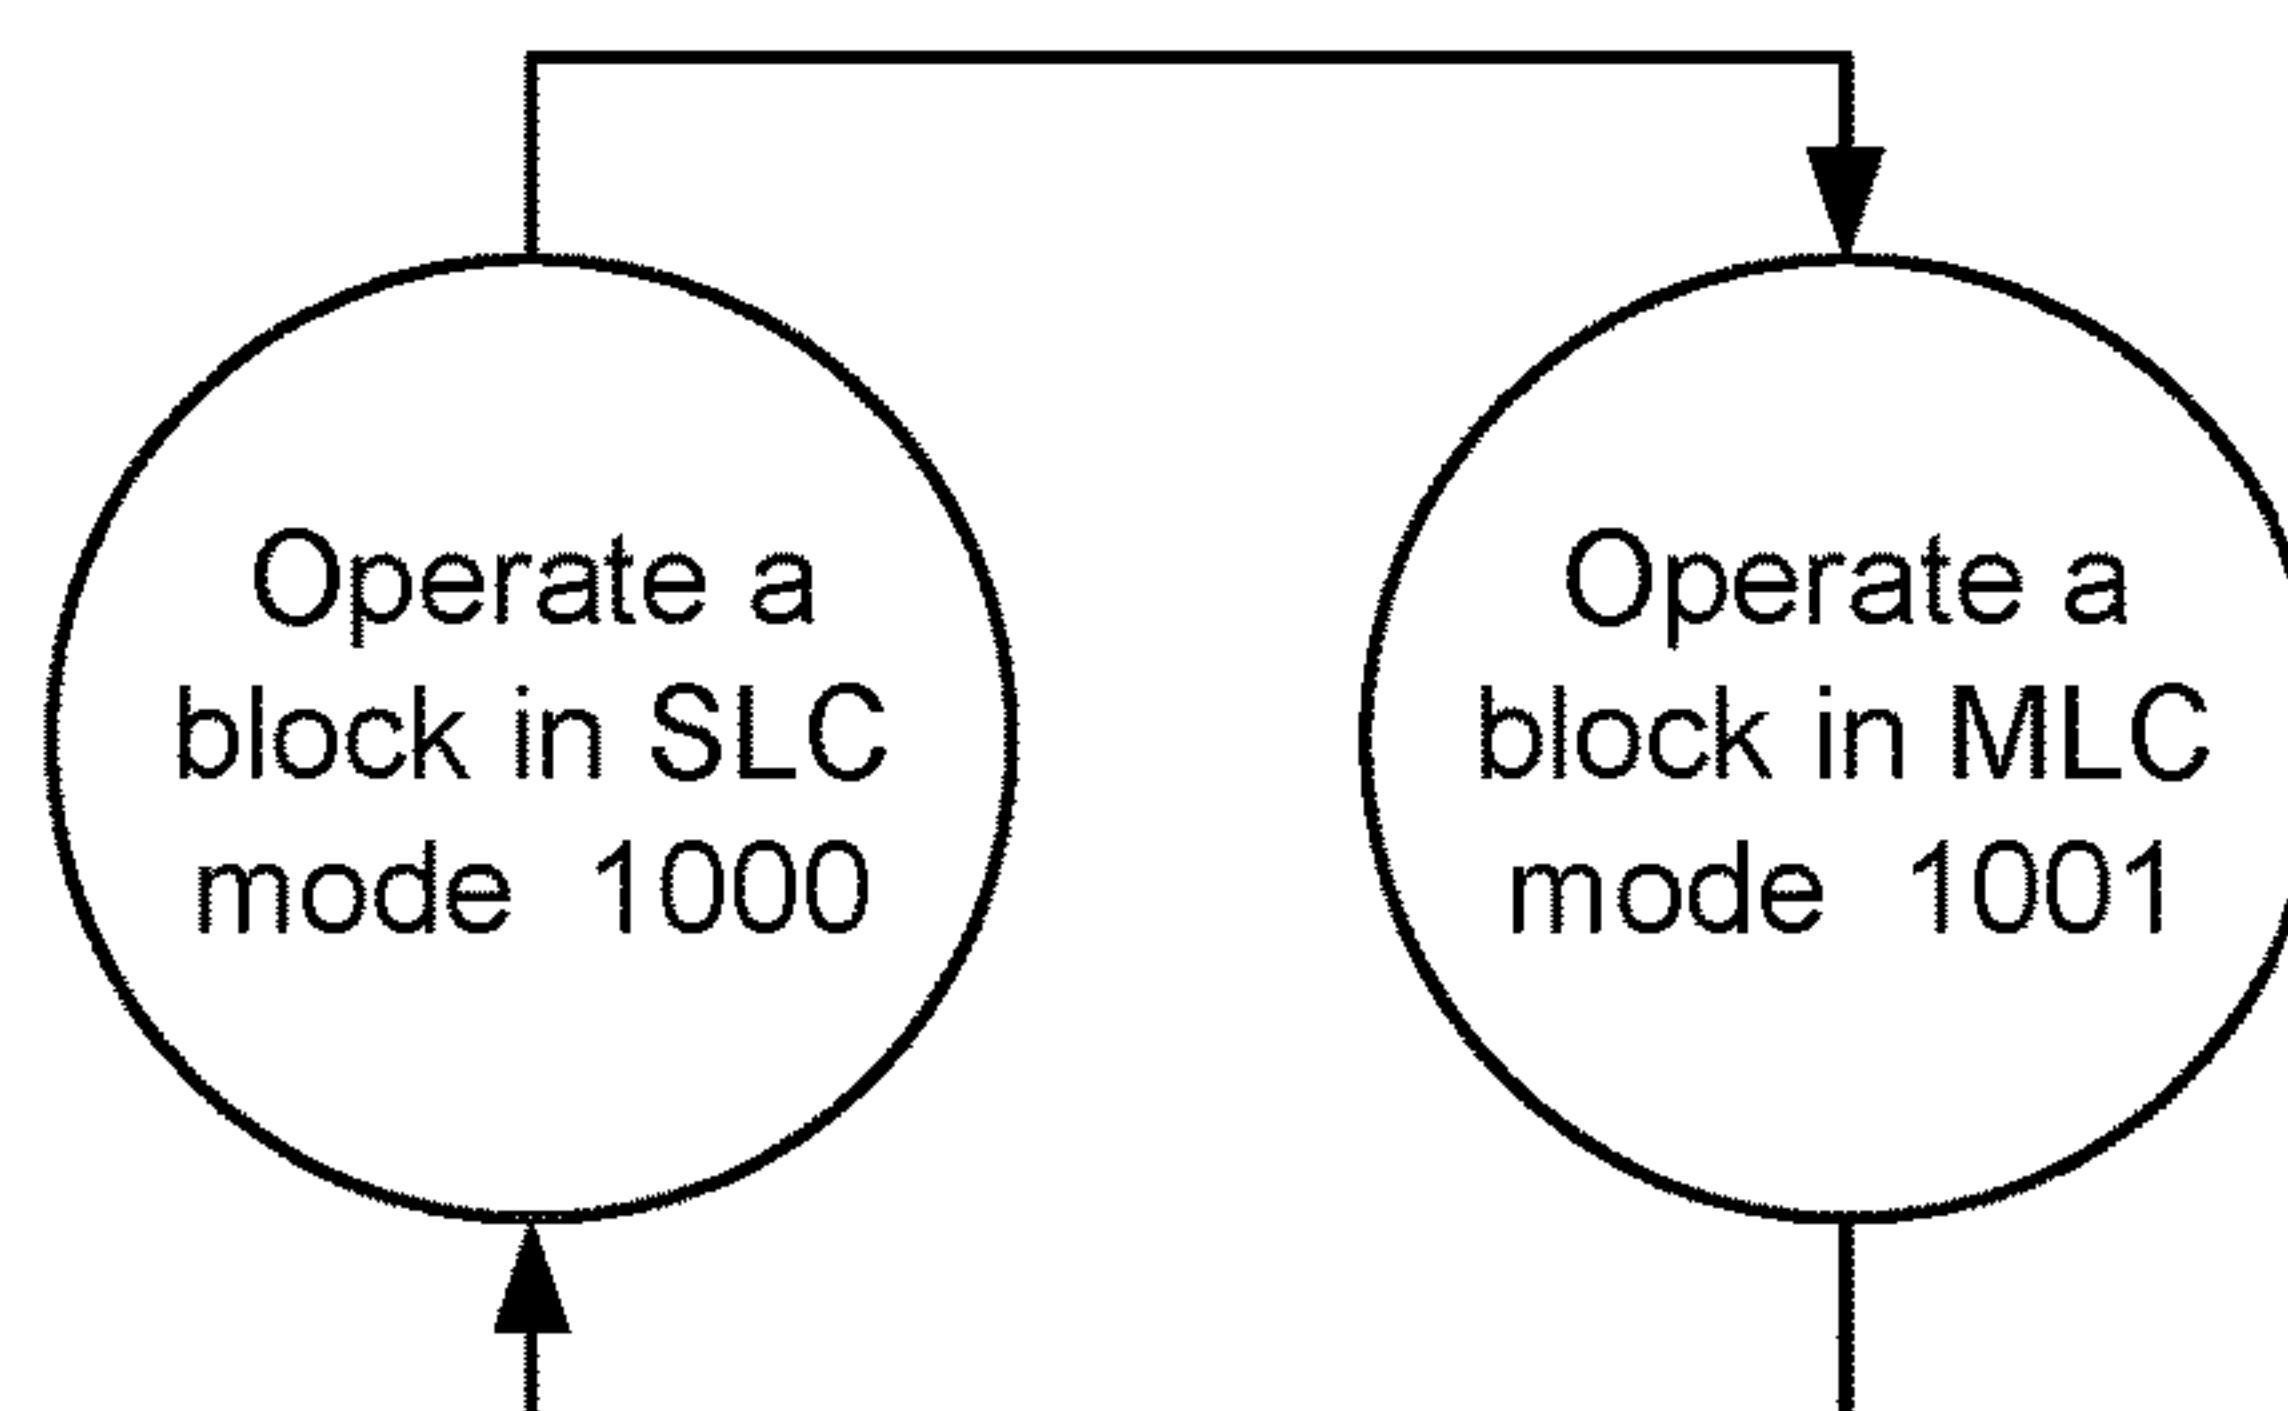 Operate a
block in SLC
mode 1000
Operate a
block in MLC
mode 1001